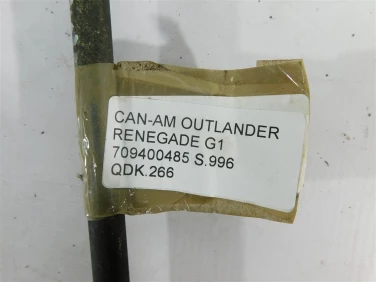 CAN-AM OUTLANDER
RENEGADE G1
709400485 S.996
QDK.266